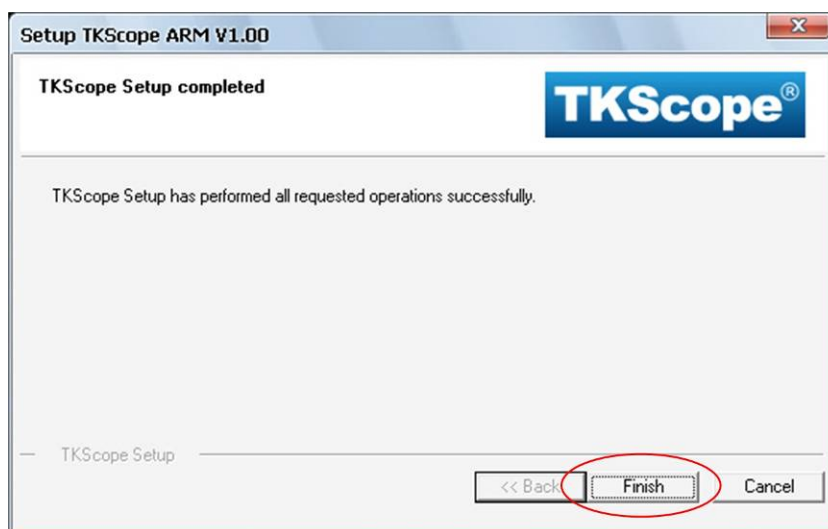 Setup TKScope ARM V1.00
TKScope Setup completed
TKScope®
TKScope Setup has performed all requested operations successfully.
TKScope Setup
<< Back Finish Cancel